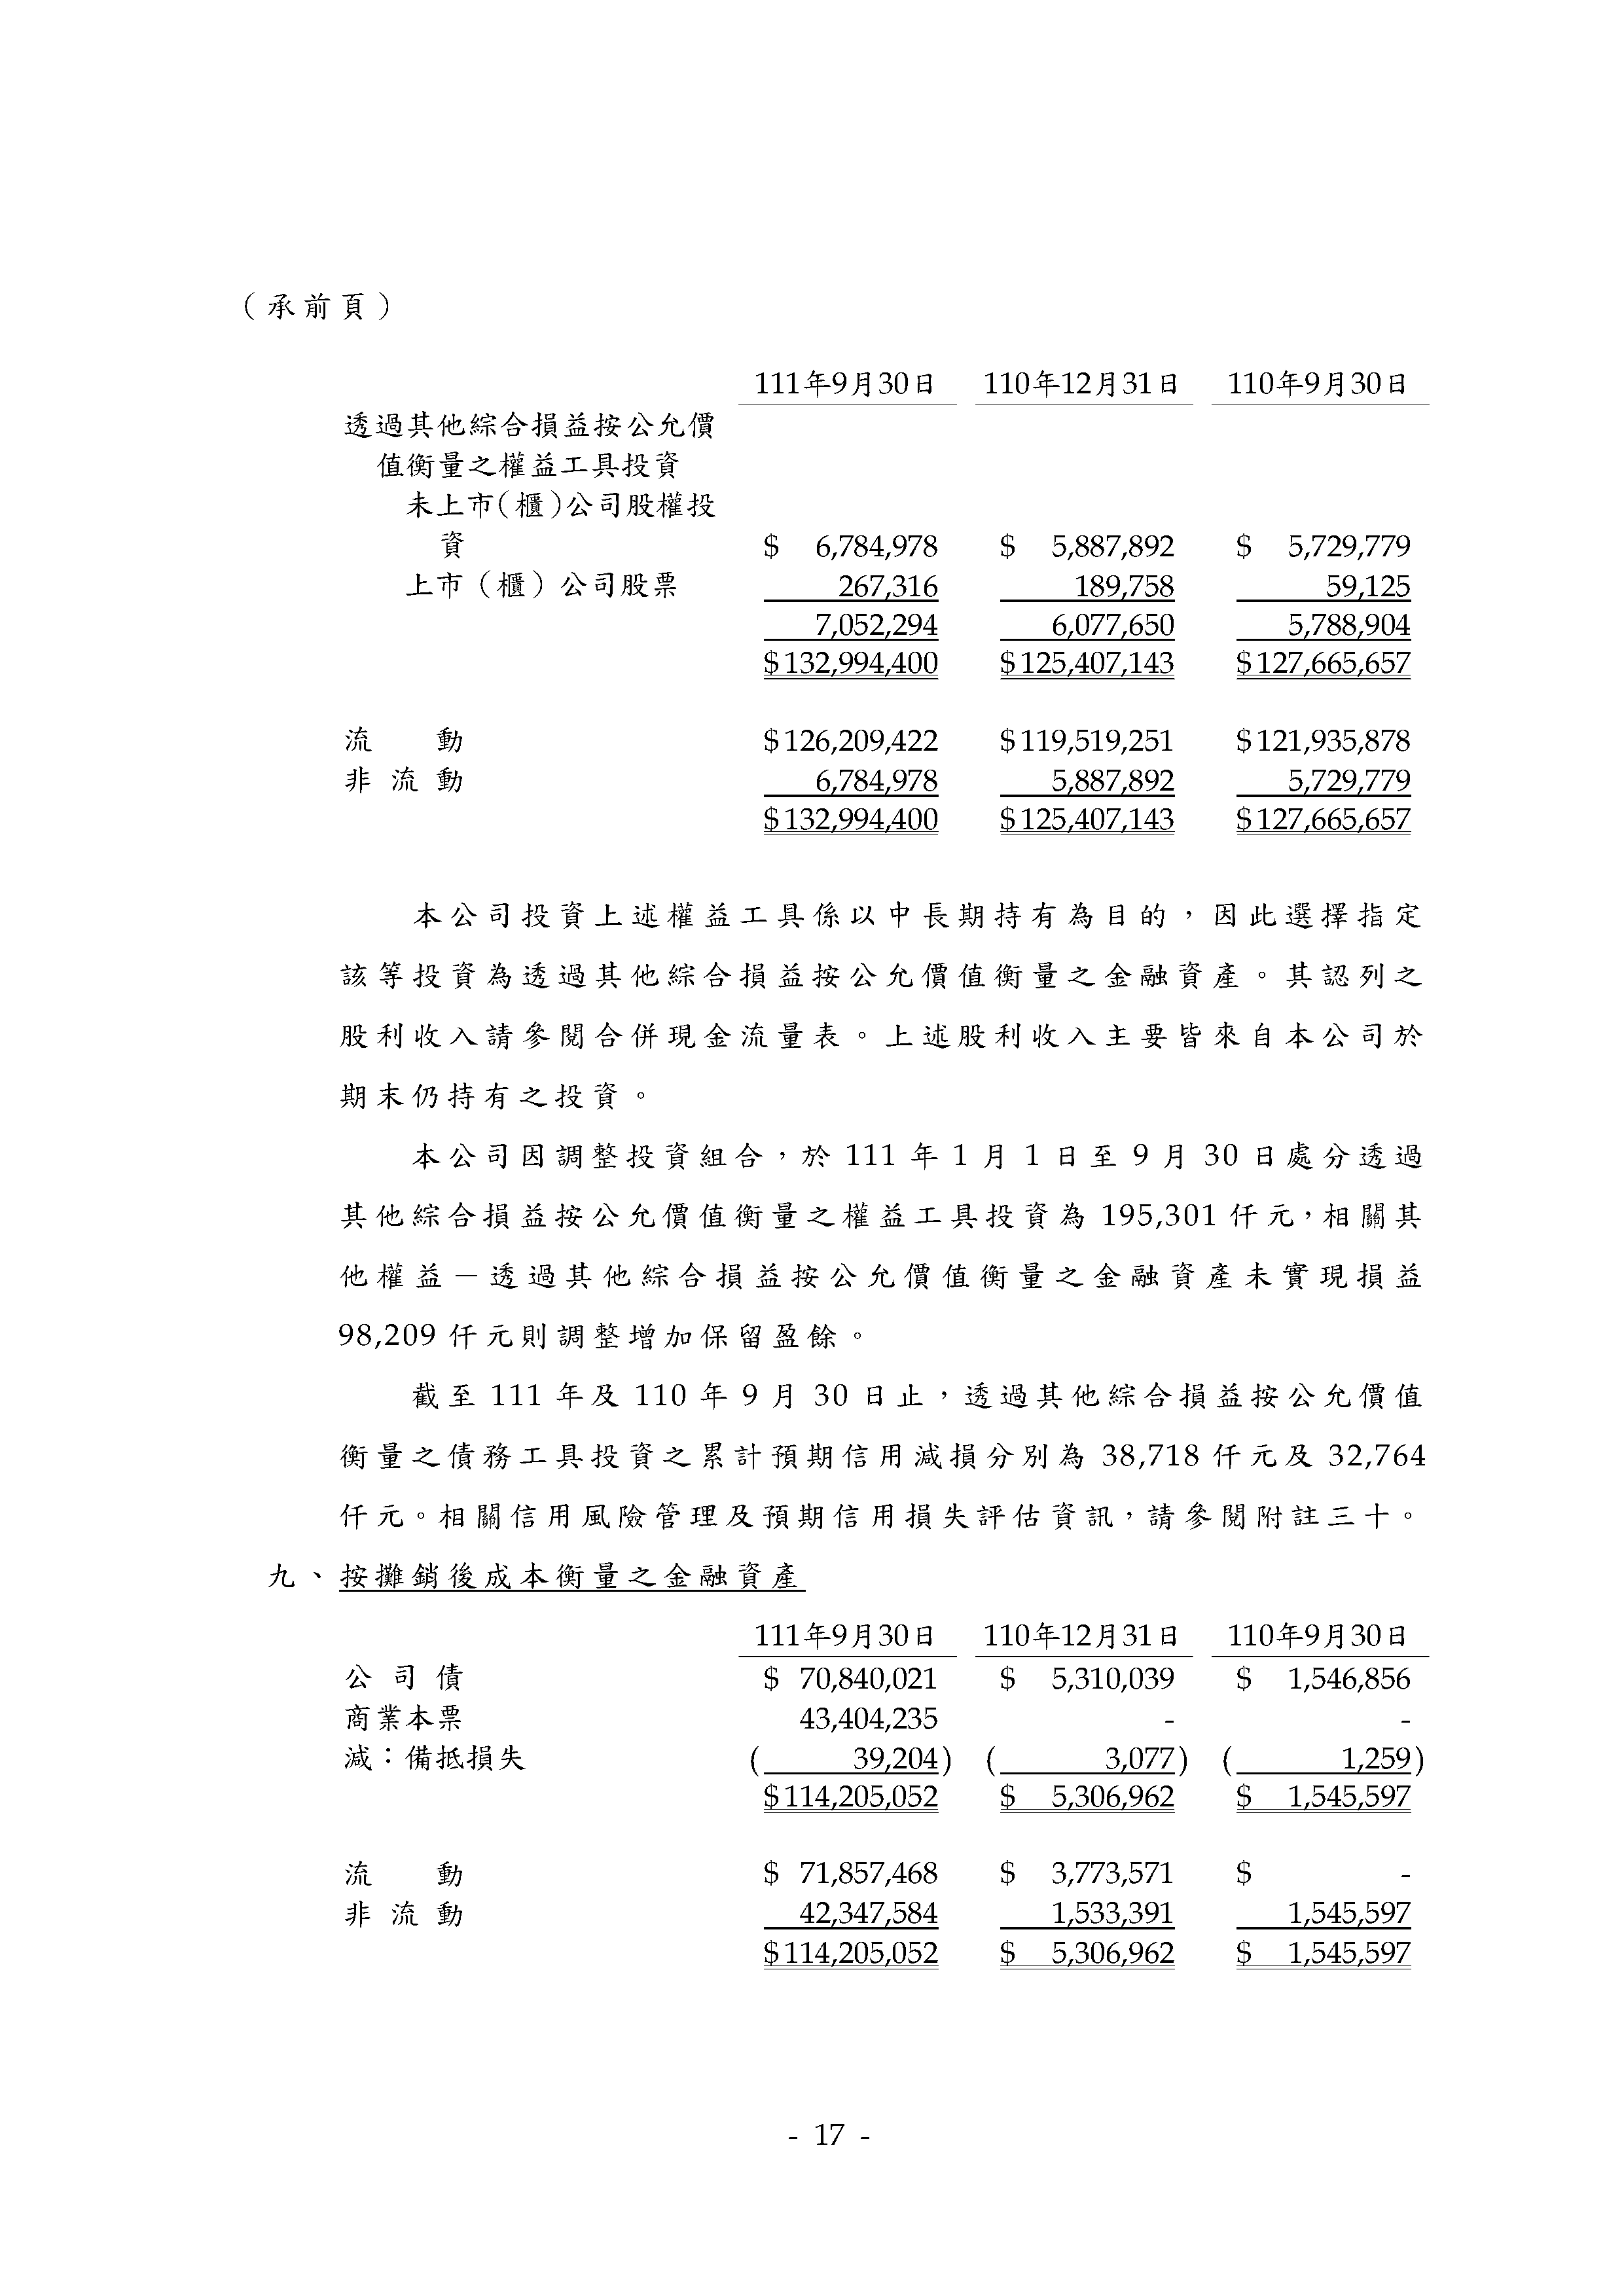 （承前頁）
111年9月30日 110年12月31日 110年9月30日
透過其他綜合損益按公允價
值衡量之權益工具投資
未上市(櫃)公司股權投
資 $ 6,784,978 $ 5,887,892 $ 5,729,779
上市（櫃）公司股票 267,316 189,758 59,125
7,052,294 6,077,650 5,788,904
$132,994,400 $125,407,143 $127,665,657
流 動 $126,209,422 $119,519,251 $121,935,878
非流動 6,784,978 5,887,892 5,729,779
$132,994,400 $125,407,143 $127,665,657
本公司投資上述權益工具係以中長期持有為目的，因此選擇指定
該等投資為透過其他綜合損益按公允價值衡量之金融資產。其認列之
股利收入請參閱合併現金流量表。上述股利收入主要皆來自本公司於
期末仍持有之投資。
本公司因調整投資組合，於 111 年 1 月 1 日至 9 月 30 日處分透過
其他綜合損益按公允價值衡量之權益工具投資為 195,301 仟元，相關其
他權益－透過其他綜合損益按公允價值衡量之金融資產未實現損益
98,209 仟元則調整增加保留盈餘。
截至 111 年及 110 年 9 月 30 日止，透過其他綜合損益按公允價值
衡量之債務工具投資之累計預期信用減損分別為 38,718 仟元及 32,764
仟元。相關信用風險管理及預期信用損失評估資訊，請參閱附註三十。
九、按攤銷後成本衡量之金融資產
111年9月30日 110年12月31日 110年9月30日
公司債 $ 70,840,021 $ 5,310,039 $ 1,546,856
商業本票 43,404,235 - -
減：備抵損失 ( 39,204) ( 3,077) ( 1,259)
$114,205,052 $ 5,306,962 $ 1,545,597
流 動 $ 71,857,468 $ 3,773,571 $ -
非流動 42,347,584 1,533,391 1,545,597
$114,205,052 $ 5,306,962 $ 1,545,597
- 17 -